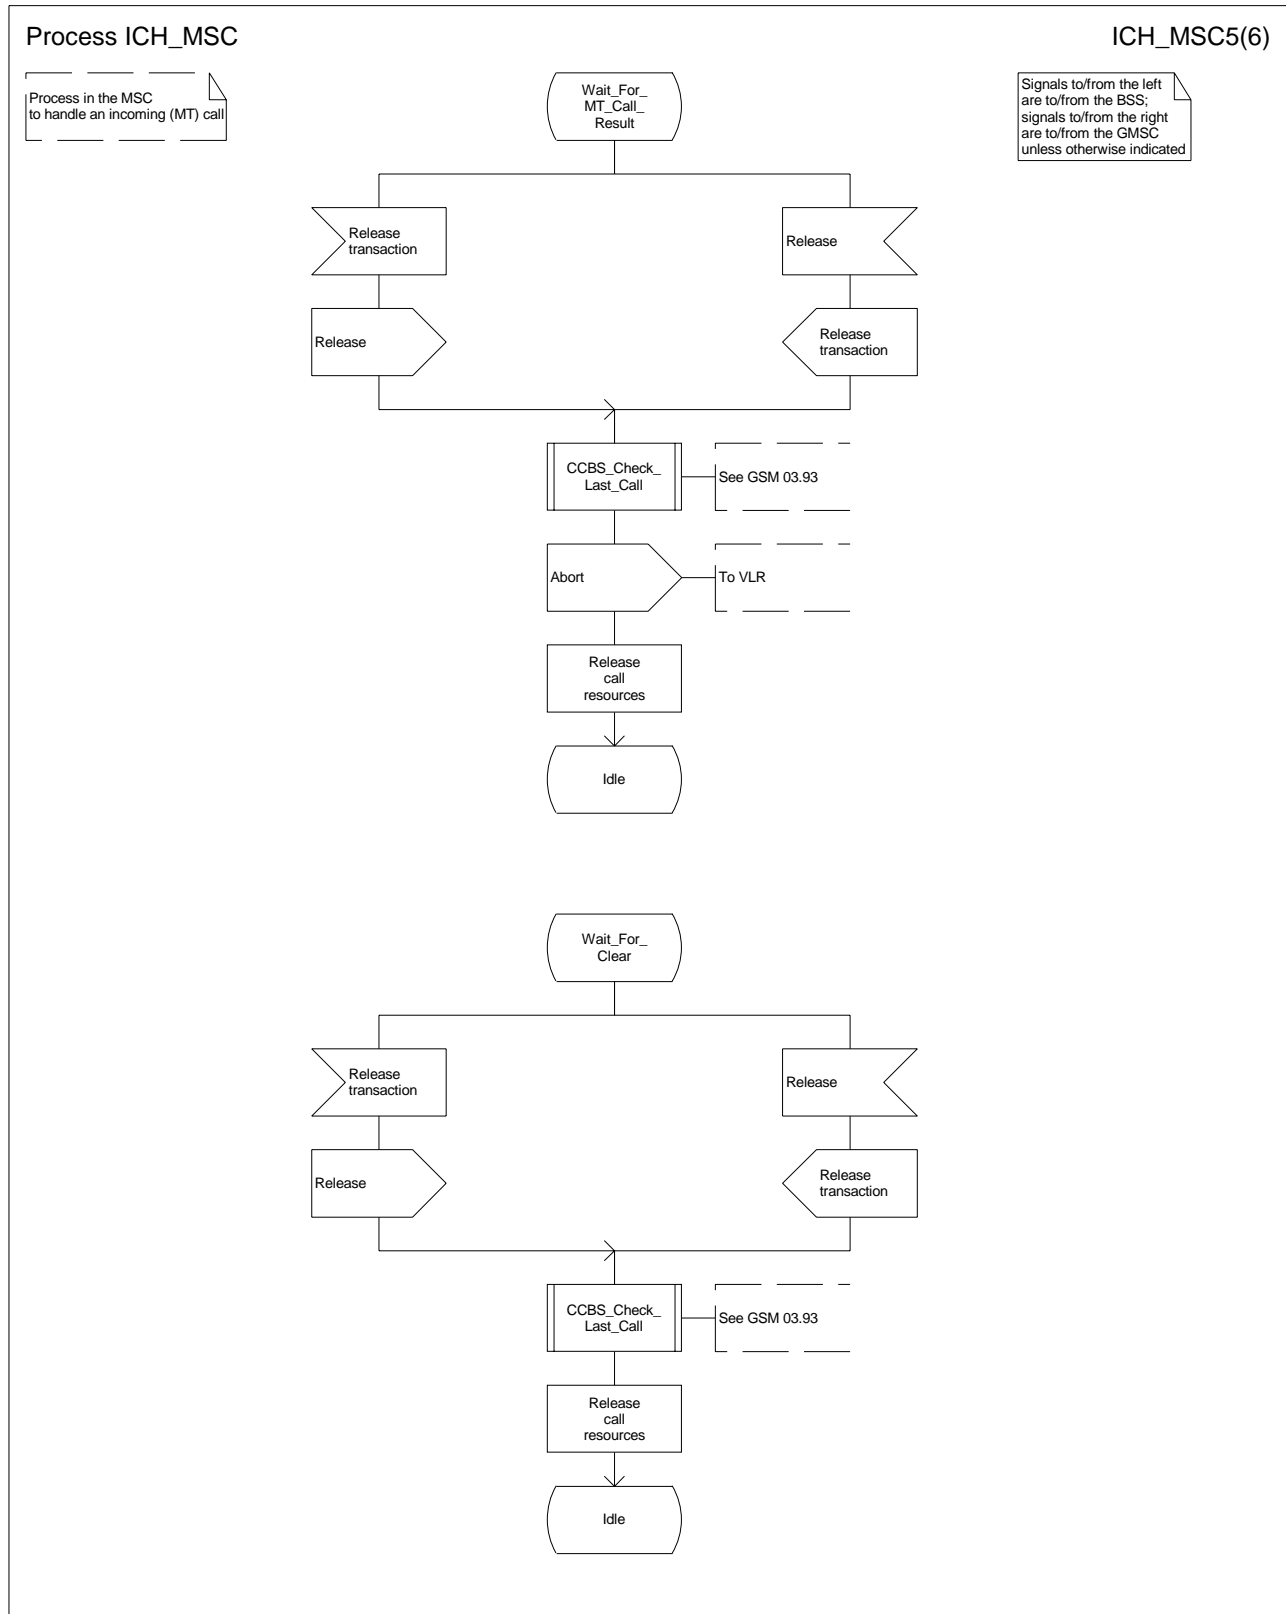 Process ICH_MSC
ICH_MSC5(6)
Process in the MSC
to handle an incoming (MT) call
Signals to/from the left
are to/from the BSS;
signals to/from the right
are to/from the GMSC
unless otherwise indicated
Wait_For_
MT_Call_
Result
Release
transaction
Release
Release
Release
transaction
CCBS_Check_
Last_Call
See GSM 03.93
Abort
To VLR
Release
call
resources
Idle
Wait_For_
Clear
Release
transaction
Release
Release
Release
transaction
CCBS_Check_
Last_Call
See GSM 03.93
Release
call
resources
Idle